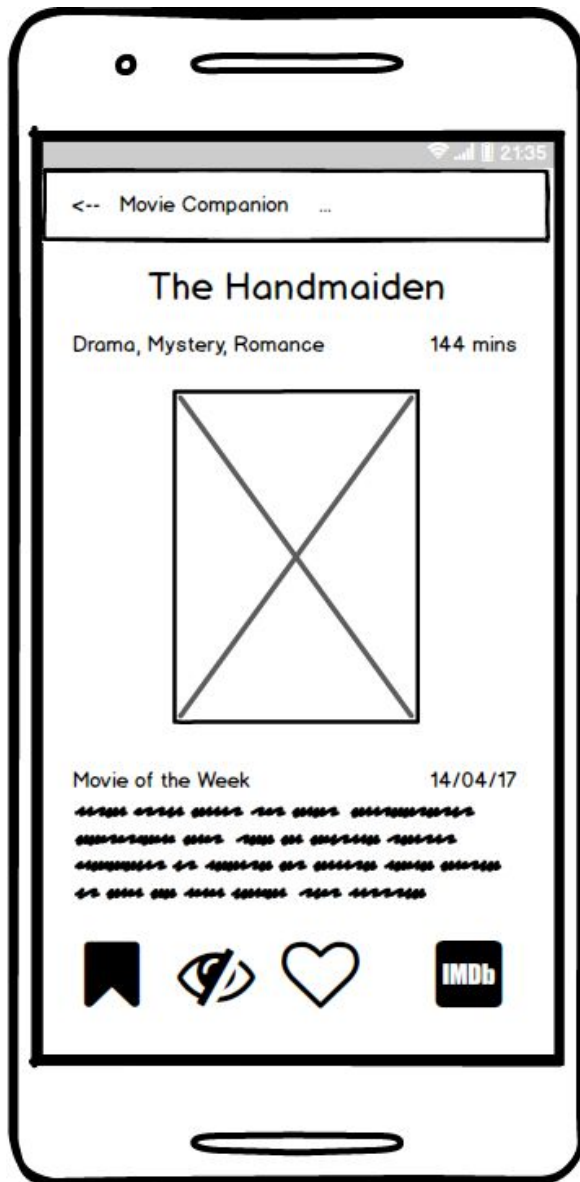 21:35
<-- Movie Companion ...
The Handmaiden
Drama, Mystery, Romance 144 mins
Movie of the Week 14/04/17
IMDb